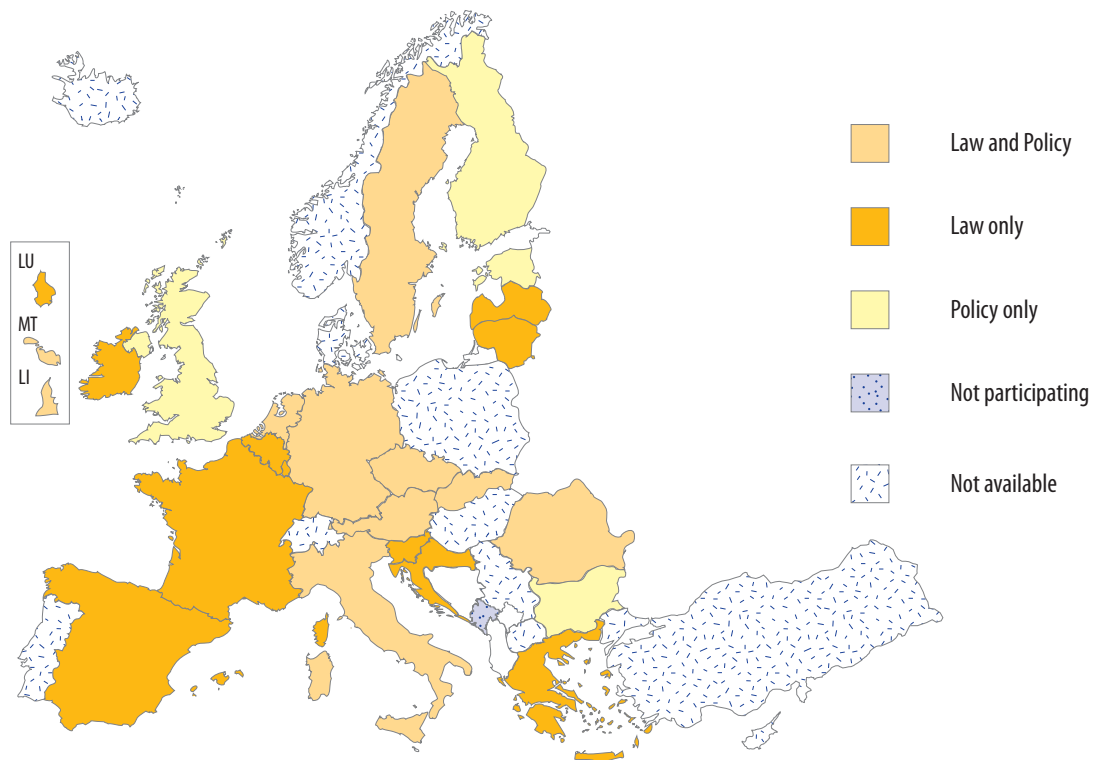 LU
MT
LI
Law and Policy
Law only
Policy only
Not participating
Not available